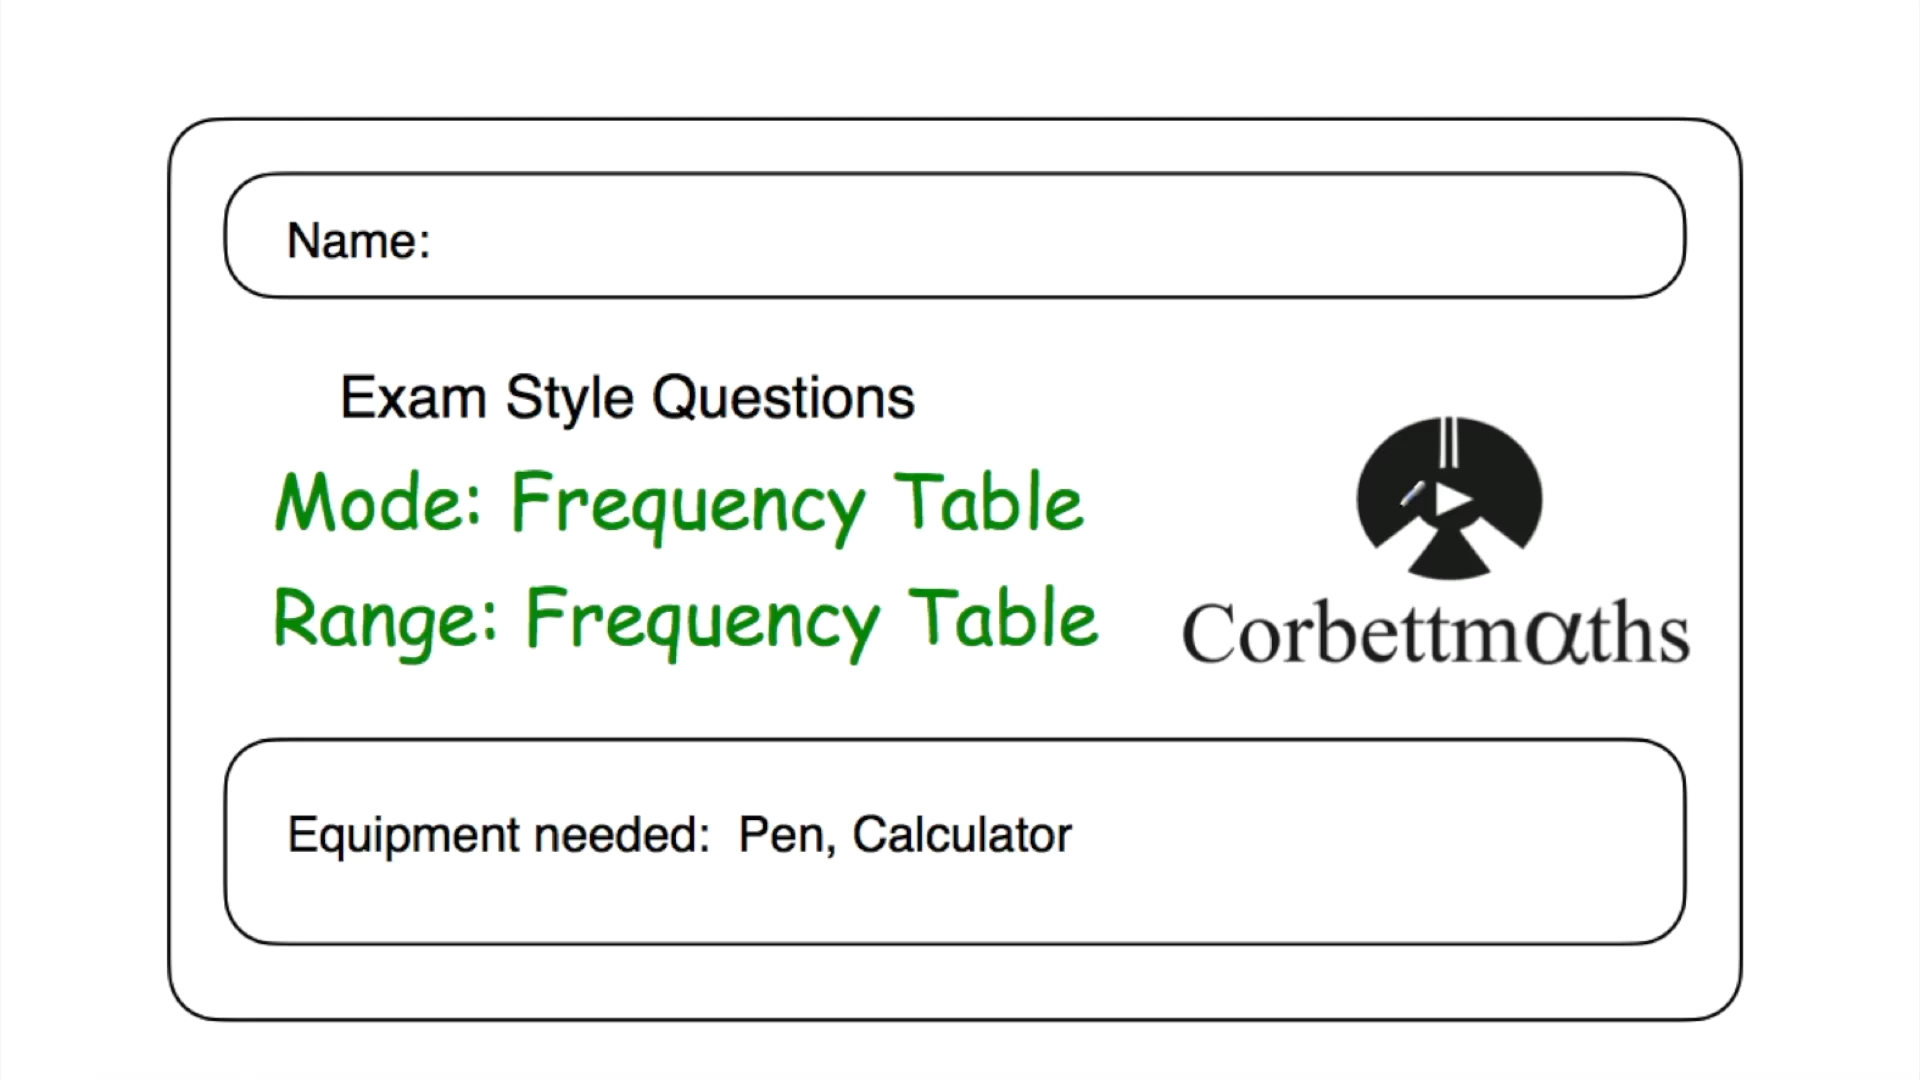 Name:
Exam Style Questions
Mode: Frequency Table
Range: Frequency Table
Corbettmαths
Equipment needed: Pen, Calculator